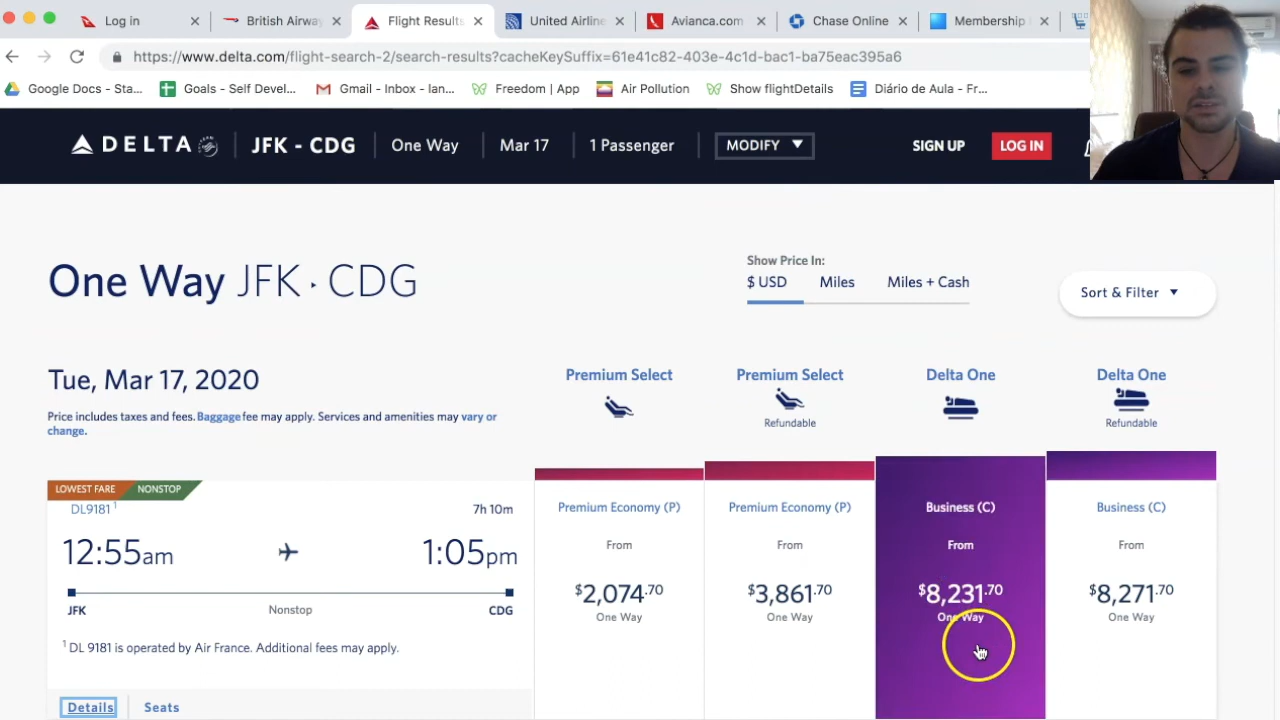 Log in
British Airway
Flight Results
United Airline
Avianca.com
Chase Online
Membership
https://www.delta.com/flight-search-2/search-results?cacheKeySuffix=61e41c82-403e-4c1d-bac1-ba75eac395a6
Google Docs - Sta...
Goals - Self Devel...
Gmail - Inbox - Ian...
Freedom | App
Air Pollution
Show flightDetails
Diário de Aula - Fr...
DELTA
JFK - CDG
One Way
Mar 17
1 Passenger
MODIFY
SIGN UP
LOG IN
One Way JFK · CDG
Show Price In:
$ USD
Miles
Miles + Cash
Sort & Filter
Tue, Mar 17, 2020
Price includes taxes and fees. Baggage fee may apply. Services and amenities may vary or
change.
Premium Select
Premium Select
Refundable
Delta One
Delta One
Refundable
LOWEST FARE
NONSTOP
DL9181 1
7h 10m
12:55am
1:05pm
JFK
Nonstop
CDG
1 DL 9181 is operated by Air France. Additional fees may apply.
Details
Seats
Premium Economy (P)
From
$2,074.70
One Way
Premium Economy (P)
From
$3,861.70
One Way
Business (C)
From
$8,231.70
One Way
Business (C)
From
$8,271.70
One Way